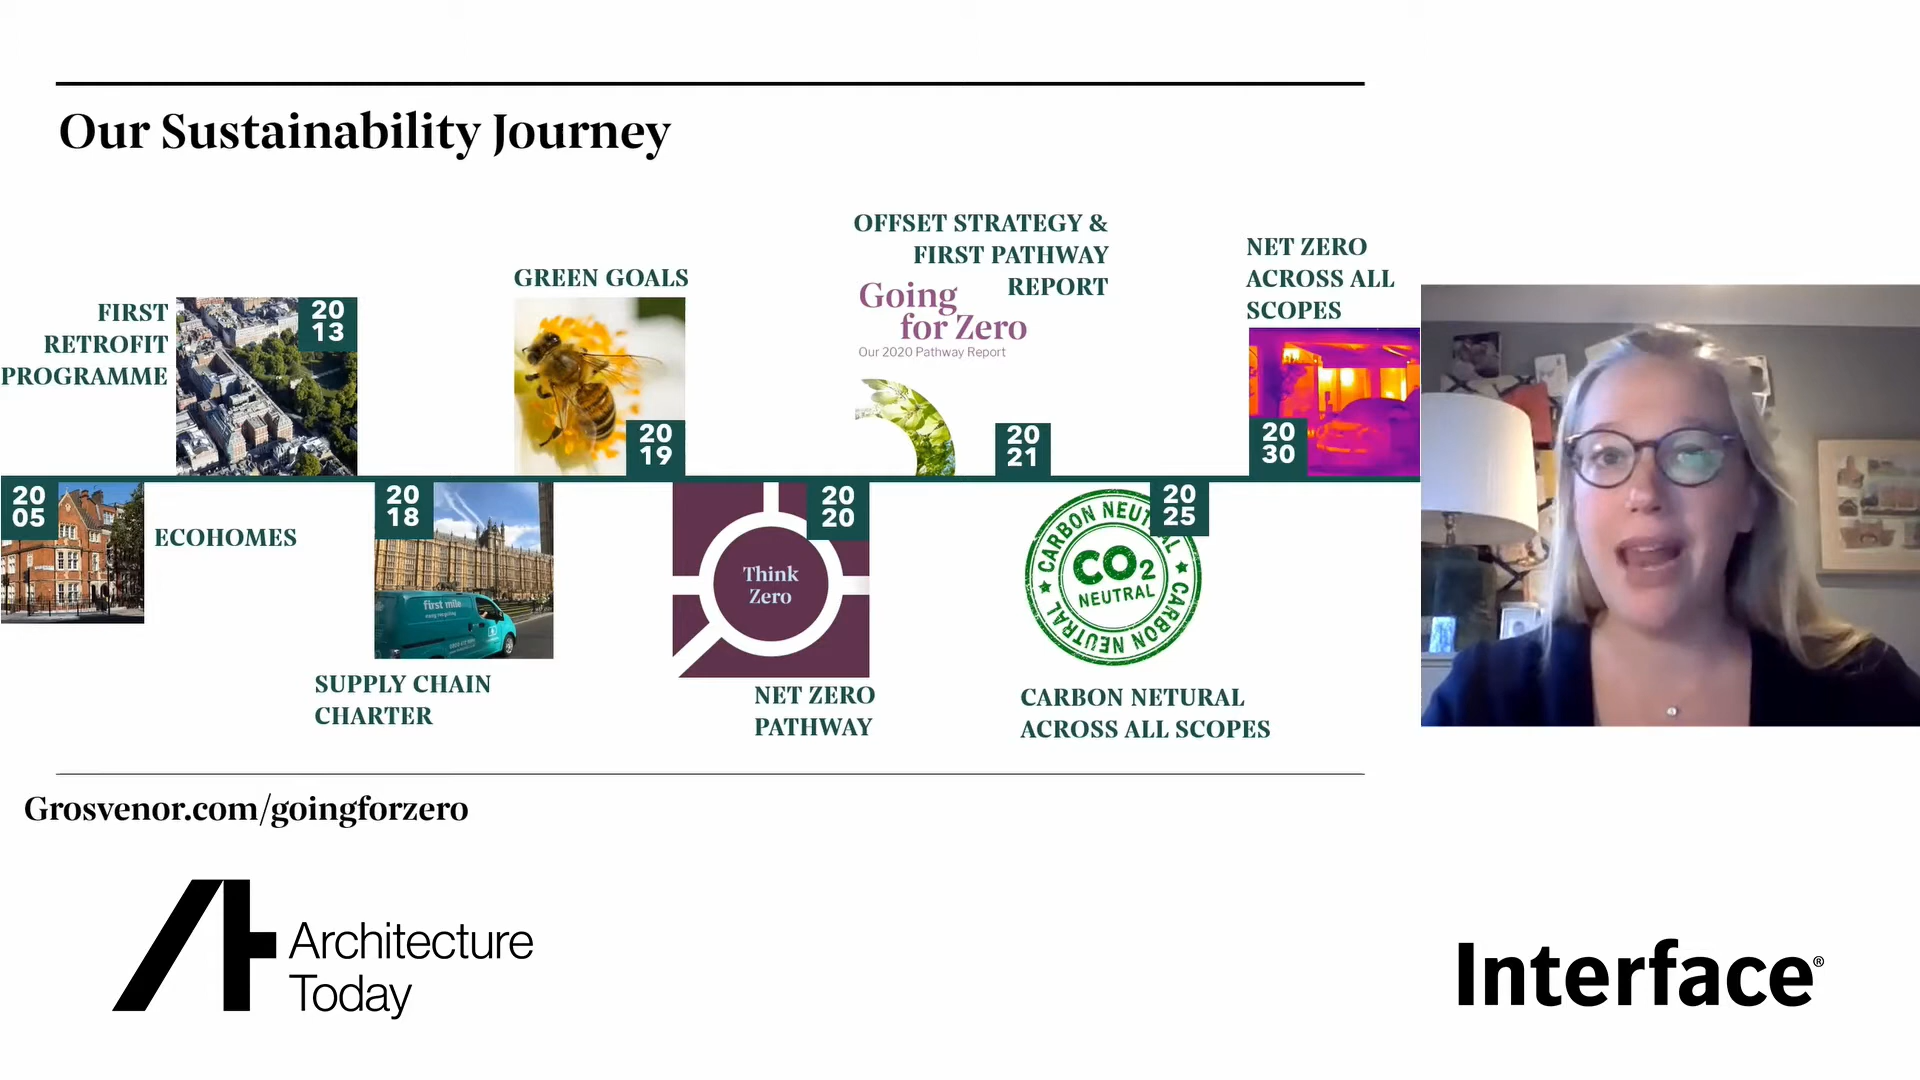 Our Sustainability Journey
FIRST
RETROFIT
PROGRAMME
20
13
GREEN GOALS
20
19
OFFSET STRATEGY &
FIRST PATHWAY
REPORT
Going
for Zero
Our 2020 Pathway Report
20
21
NET ZERO
ACROSS ALL
SCOPES
20
30
20
05
ECOHOMES
20
18
first mile
SUPPLY CHAIN
CHARTER
20
20
Think
Zero
NET ZERO
PATHWAY
20
25
CARBON NEUT AL
CARBON NEUTRAL
CO2
NEUTRAL
CARBON NETURAL
ACROSS ALL SCOPES
Grosvenor.com/goingforzero
Architecture
Today
Interface®